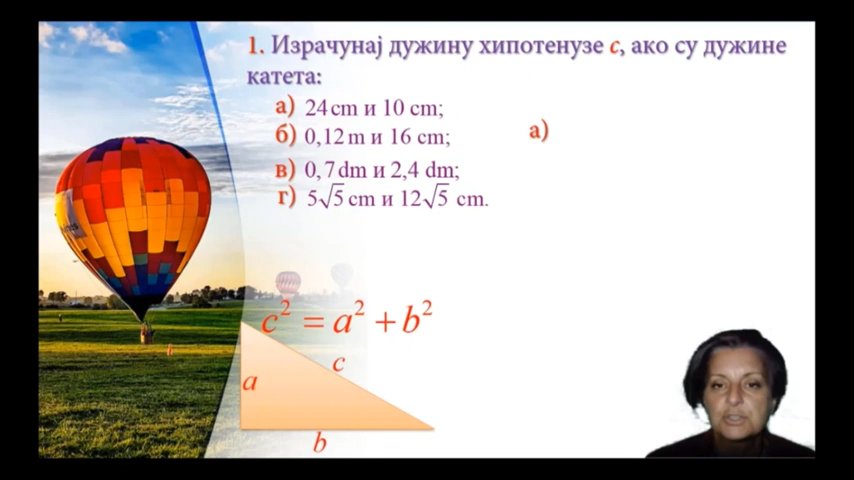 1. Израчунај дужину хипотенузе c, ако су дужине
катета:
а) 24 cm и 10 cm;
б) 0,12 m и 16 cm;
а)
в) 0,7 dm и 2,4 dm;
г) 5√5 cm и 12√5 cm.
c² = a² + b²
c
a
b